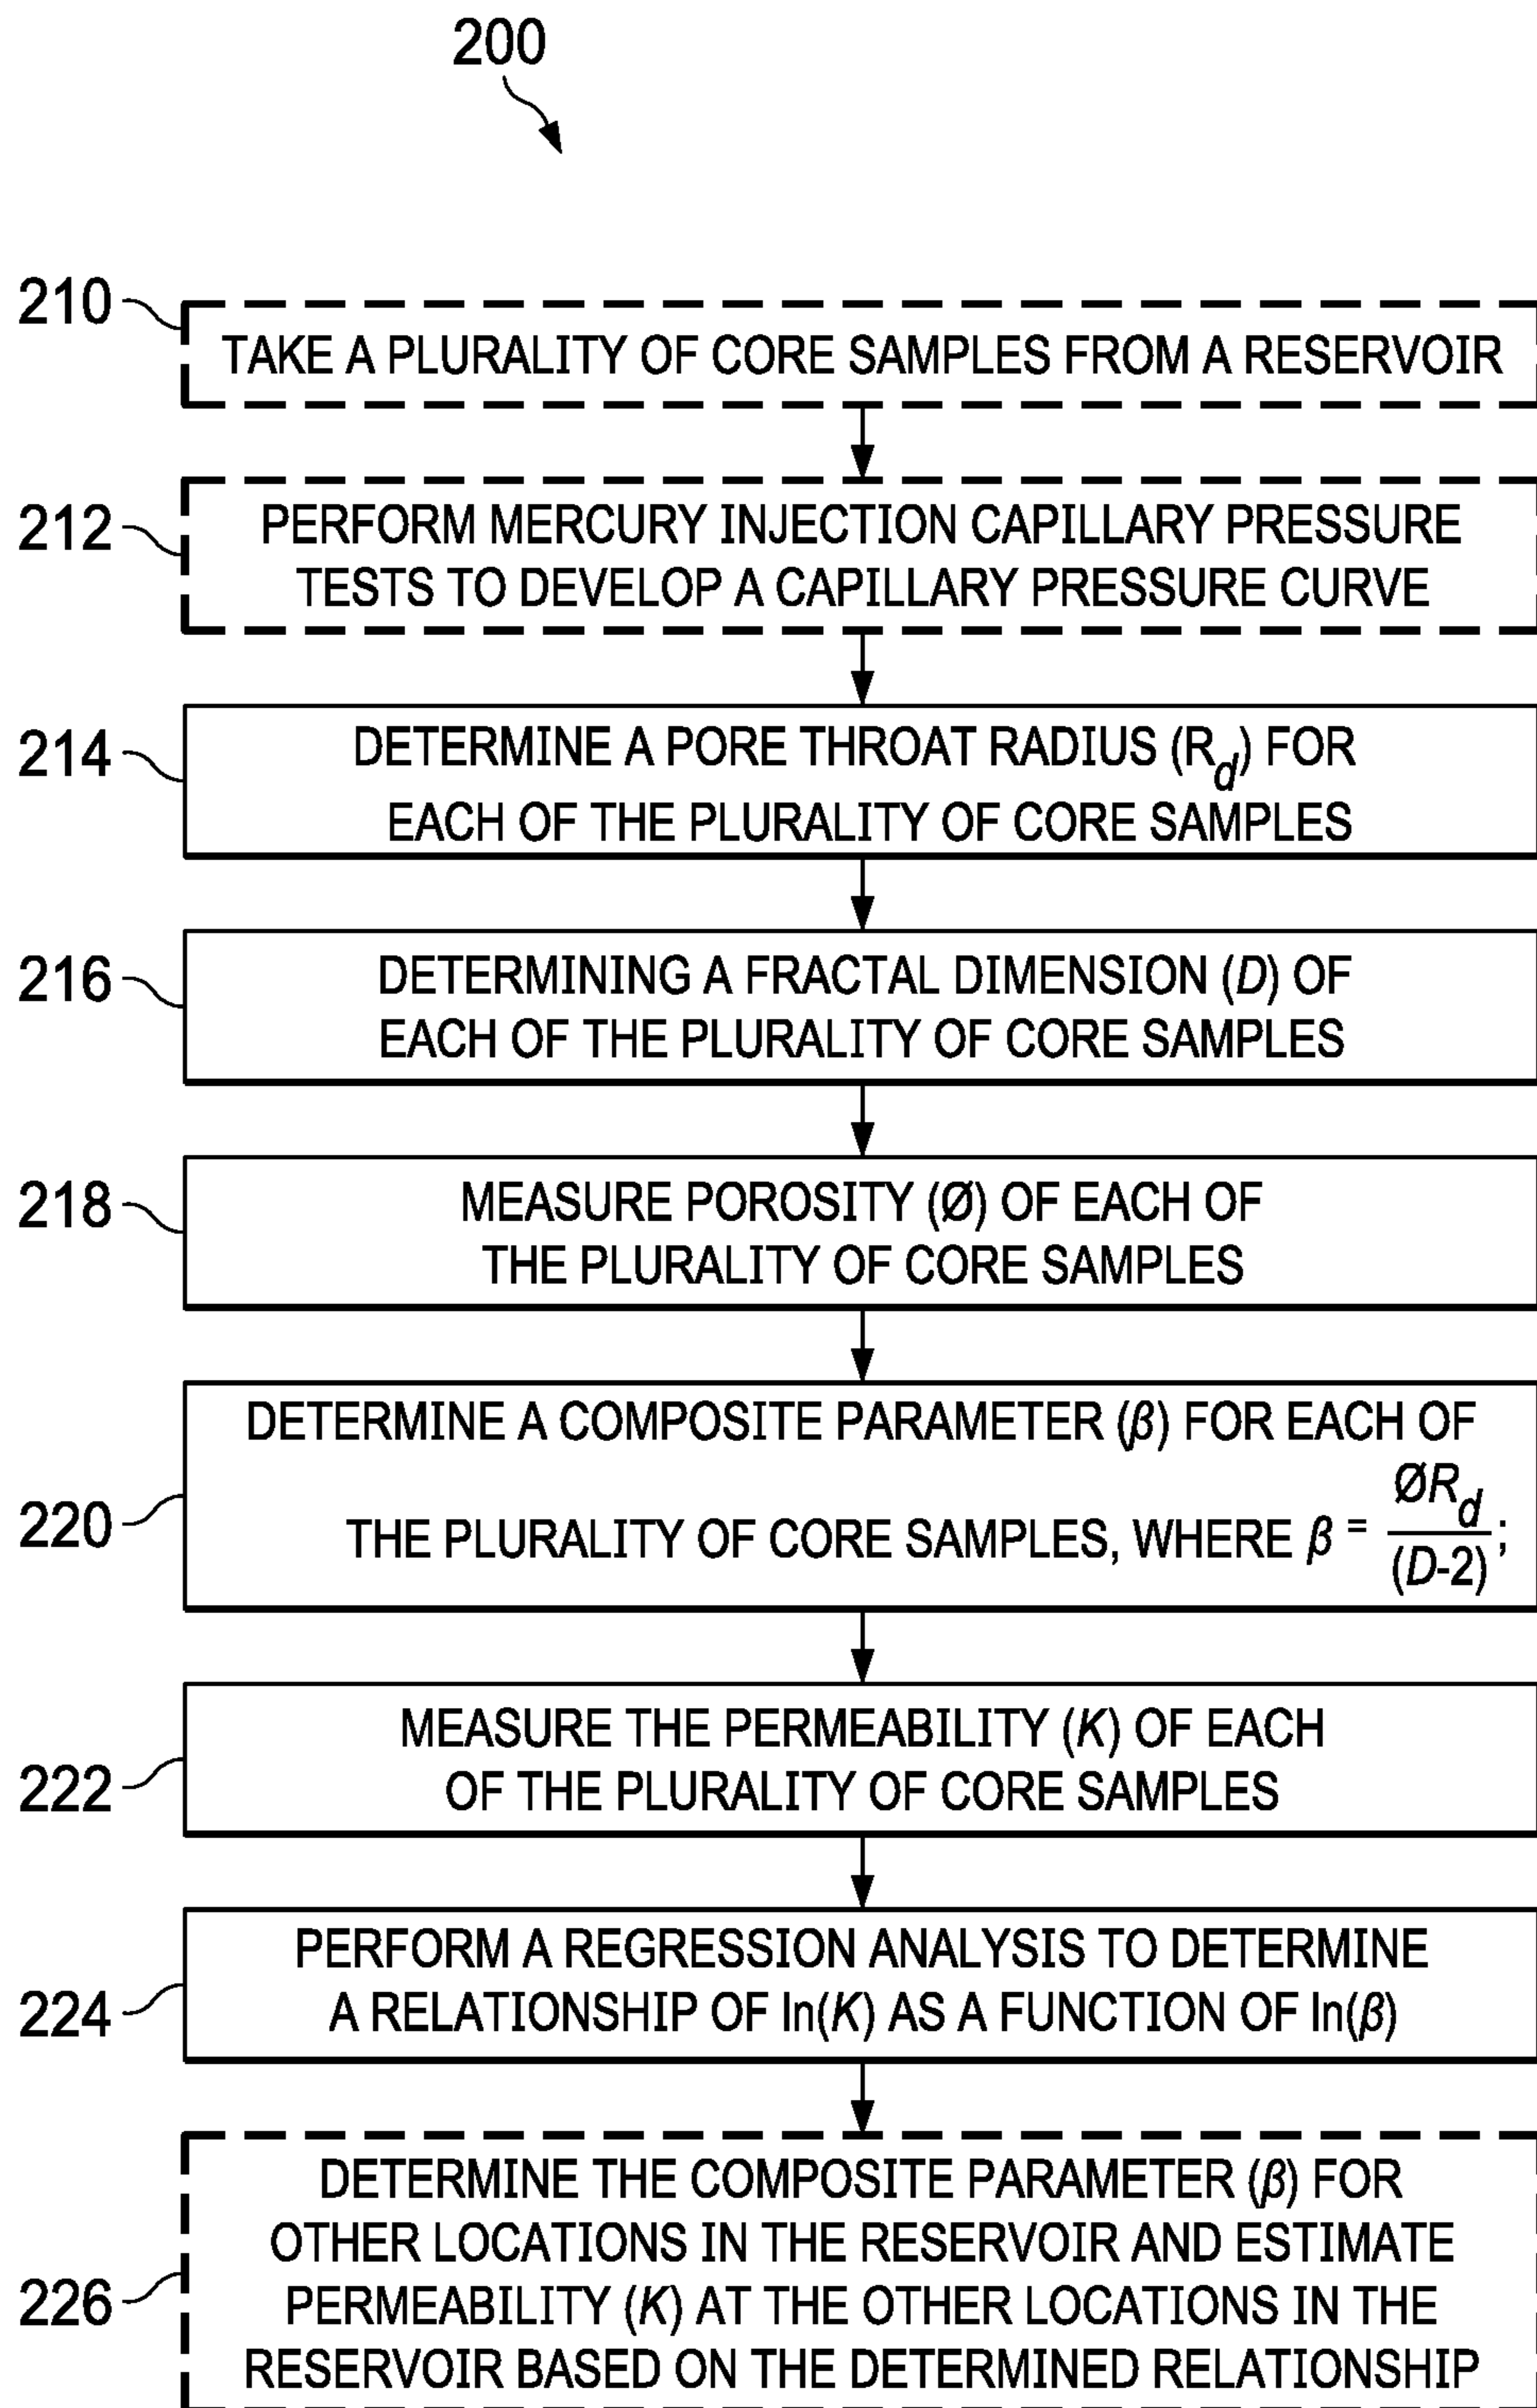 200
210
TAKE A PLURALITY OF CORE SAMPLES FROM A RESERVOIR
212
PERFORM MERCURY INJECTION CAPILLARY PRESSURE
TESTS TO DEVELOP A CAPILLARY PRESSURE CURVE
214
DETERMINE A PORE THROAT RADIUS (R_d) FOR
EACH OF THE PLURALITY OF CORE SAMPLES
216
DETERMINING A FRACTAL DIMENSION (D) OF
EACH OF THE PLURALITY OF CORE SAMPLES
218
MEASURE POROSITY (Ø) OF EACH OF
THE PLURALITY OF CORE SAMPLES
220
DETERMINE A COMPOSITE PARAMETER (β) FOR EACH OF
THE PLURALITY OF CORE SAMPLES, WHERE β = ØR_d/(D-2);
222
MEASURE THE PERMEABILITY (K) OF EACH
OF THE PLURALITY OF CORE SAMPLES
224
PERFORM A REGRESSION ANALYSIS TO DETERMINE
A RELATIONSHIP OF ln(K) AS A FUNCTION OF ln(β)
226
DETERMINE THE COMPOSITE PARAMETER (β) FOR
OTHER LOCATIONS IN THE RESERVOIR AND ESTIMATE
PERMEABILITY (K) AT THE OTHER LOCATIONS IN THE
RESERVOIR BASED ON THE DETERMINED RELATIONSHIP